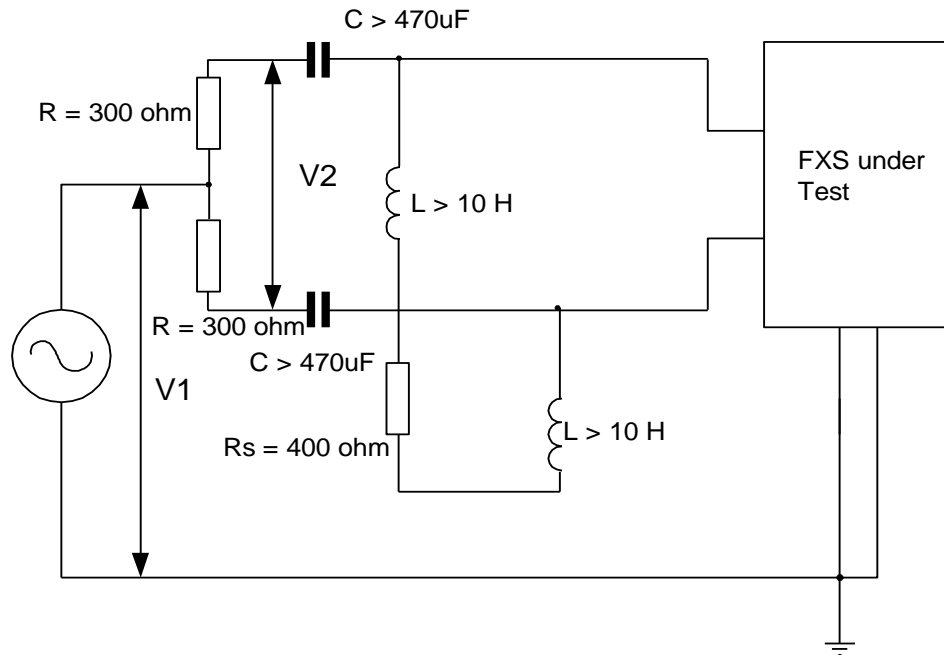 C > 470uF
R = 300 ohm
V2
FXS under
Test
L > 10 H
R = 300 ohm
C > 470uF
V1
Rs = 400 ohm
L > 10 H